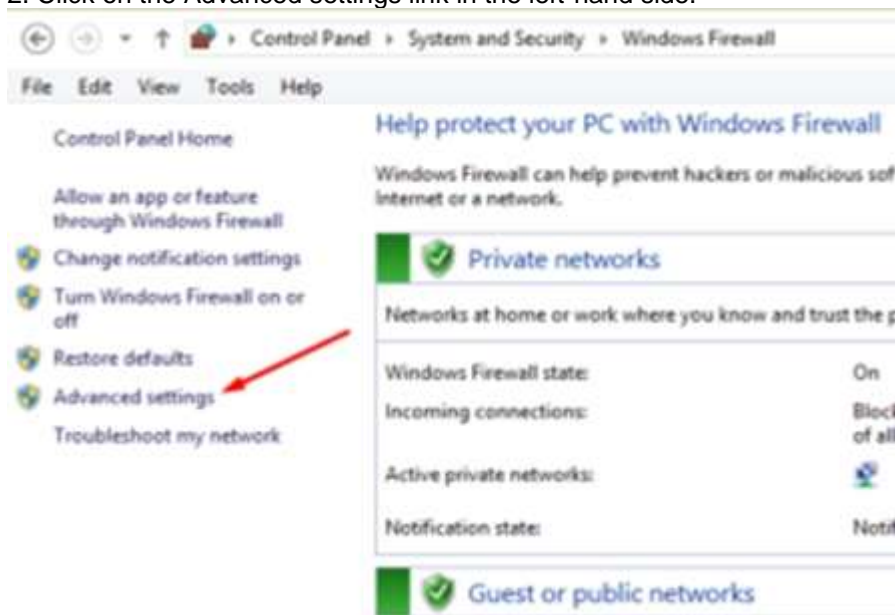 2. Click on the Advanced settings link in the left-hand side.
Control Panel ▸ System and Security ▸ Windows Firewall
File Edit View Tools Help
Control Panel Home
Allow an app or feature
through Windows Firewall
Change notification settings
Turn Windows Firewall on or
off
Restore defaults
Advanced settings
Troubleshoot my network
Help protect your PC with Windows Firewall
Windows Firewall can help prevent hackers or malicious sof
Internet or a network.
Private networks
Networks at home or work where you know and trust the p
Windows Firewall state: On
Incoming connections: Block
of all
Active private networks:
Notification state: Notif
Guest or public networks